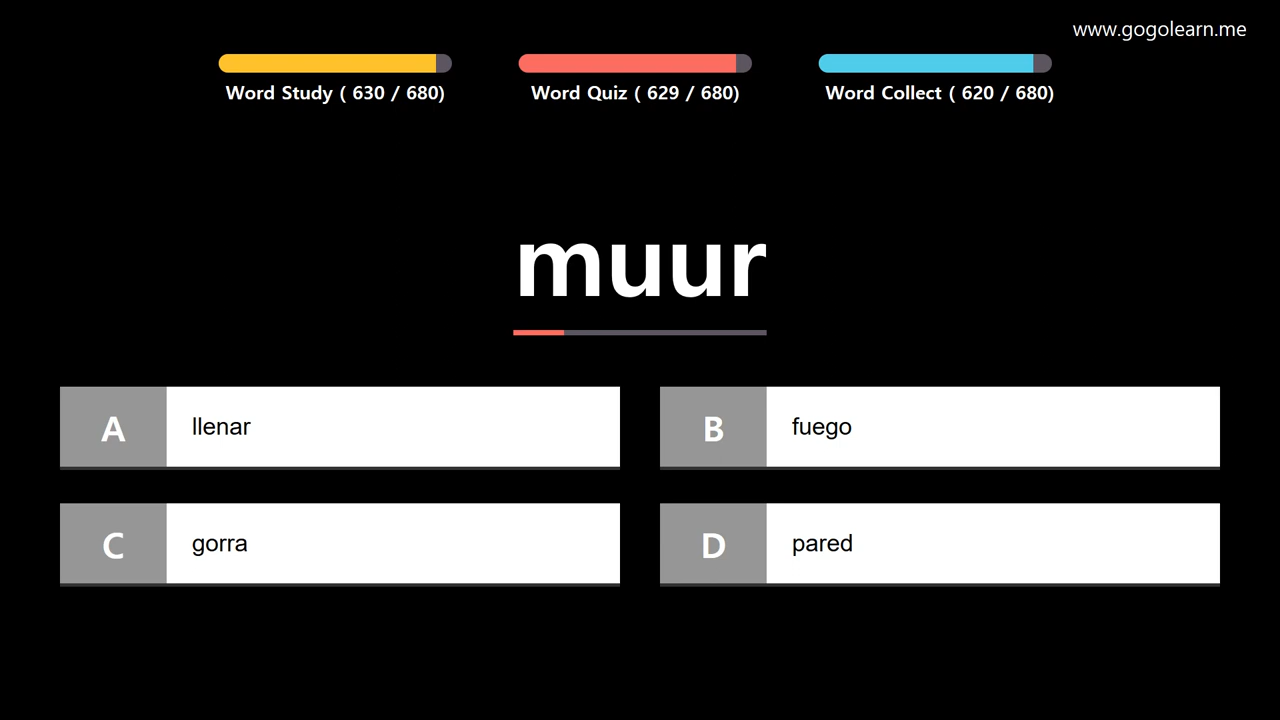 www.gogolearn.me
Word Study ( 630 / 680)
Word Quiz ( 629 / 680)
Word Collect ( 620 / 680)
muur
A llenar
B fuego
C gorra
D pared